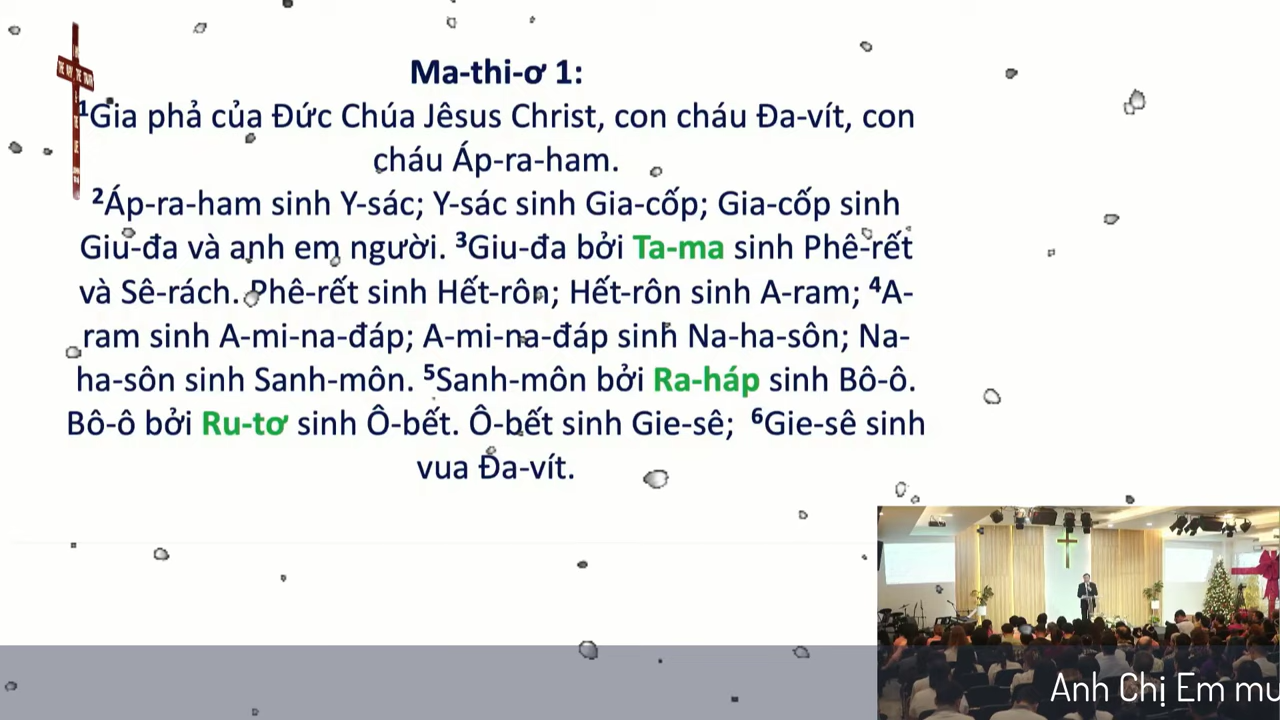 Ma-thi-ơ 1:
¹Gia phả của Đức Chúa Jêsus Christ, con cháu Đa-vít, con
cháu Áp-ra-ham.
²Áp-ra-ham sinh Y-sác; Y-sác sinh Gia-cốp; Gia-cốp sinh
Giu-đa và anh em người. ³Giu-đa bởi Ta-ma sinh Phê-rết
và Sê-rách. Phê-rết sinh Hết-rôn; Hết-rôn sinh A-ram; ⁴A-
ram sinh A-mi-na-đáp; A-mi-na-đáp sinh Na-ha-sôn; Na-
ha-sôn sinh Sanh-môn. ⁵Sanh-môn bởi Ra-háp sinh Bô-ô.
Bô-ô bởi Ru-tơ sinh Ô-bết. Ô-bết sinh Gie-sê; ⁶Gie-sê sinh
vua Đa-vít.
Anh Chị Em mu